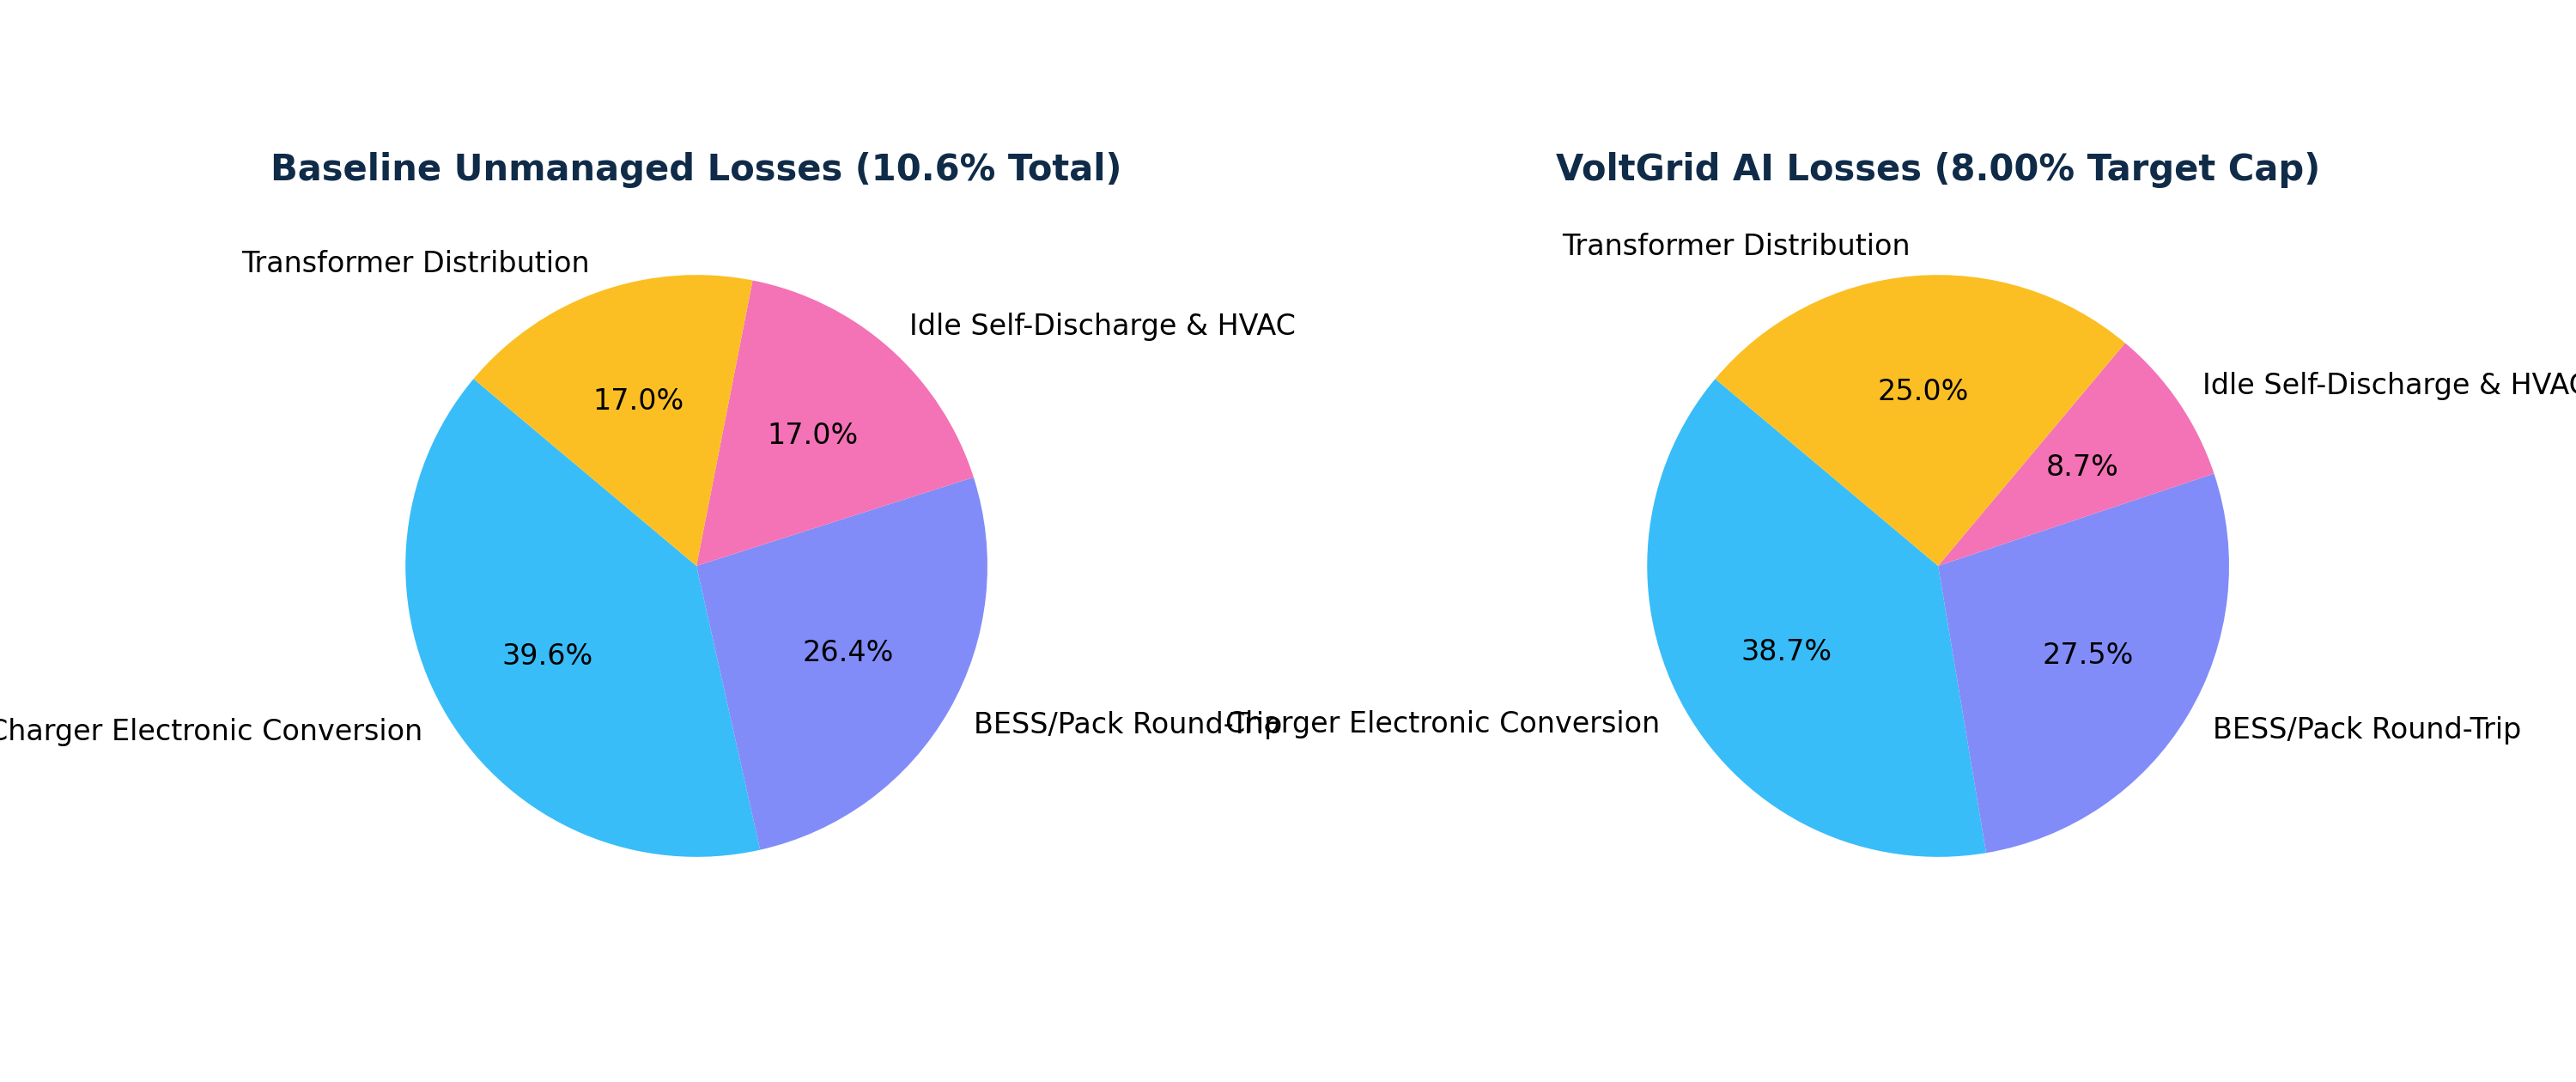 Baseline Unmanaged Losses (10.6% Total)
Transformer Distribution
Idle Self-Discharge & HVAC
17.0%
17.0%
39.6%
26.4%
Charger Electronic Conversion
BESS/Pack Round-Trip
VoltGrid AI Losses (8.00% Target Cap)
Transformer Distribution
Idle Self-Discharge & HVAC
25.0%
8.7%
38.7%
27.5%
Charger Electronic Conversion
BESS/Pack Round-Trip